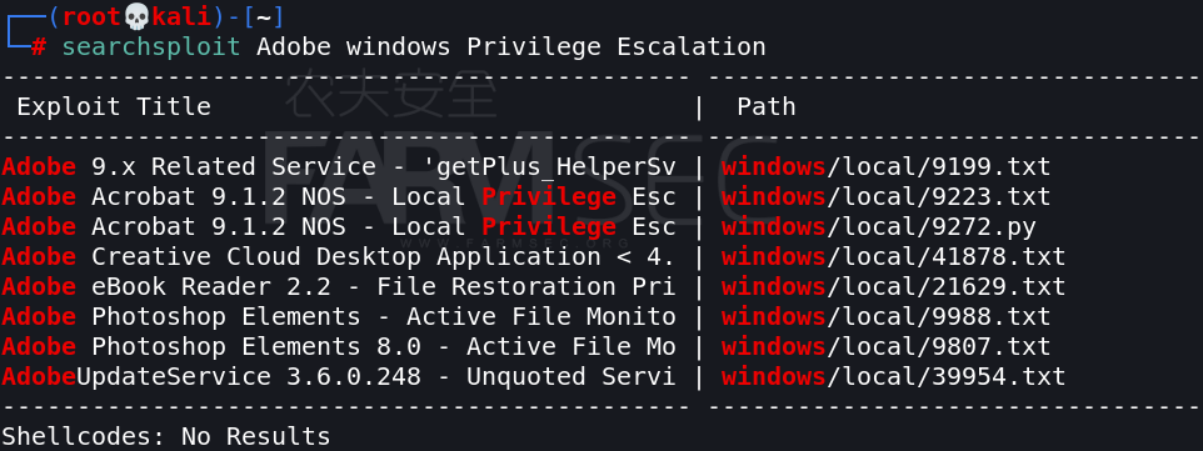 (root💀kali)-[~]
# searchsploit Adobe windows Privilege Escalation
---------------------------------------------- ---------------------------------
Exploit Title | Path
---------------------------------------------- ---------------------------------
Adobe 9.x Related Service - 'getPlus_HelperSv | windows/local/9199.txt
Adobe Acrobat 9.1.2 NOS - Local Privilege Esc | windows/local/9223.txt
Adobe Acrobat 9.1.2 NOS - Local Privilege Esc | windows/local/9272.py
Adobe Creative Cloud Desktop Application < 4. | windows/local/41878.txt
Adobe eBook Reader 2.2 - File Restoration Pri | windows/local/21629.txt
Adobe Photoshop Elements - Active File Monito | windows/local/9988.txt
Adobe Photoshop Elements 8.0 - Active File Mo | windows/local/9807.txt
AdobeUpdateService 3.6.0.248 - Unquoted Servi | windows/local/39954.txt
---------------------------------------------- ---------------------------------
Shellcodes: No Results
农夫安全
FARMSEC
WWW.FARMSEC.ORG